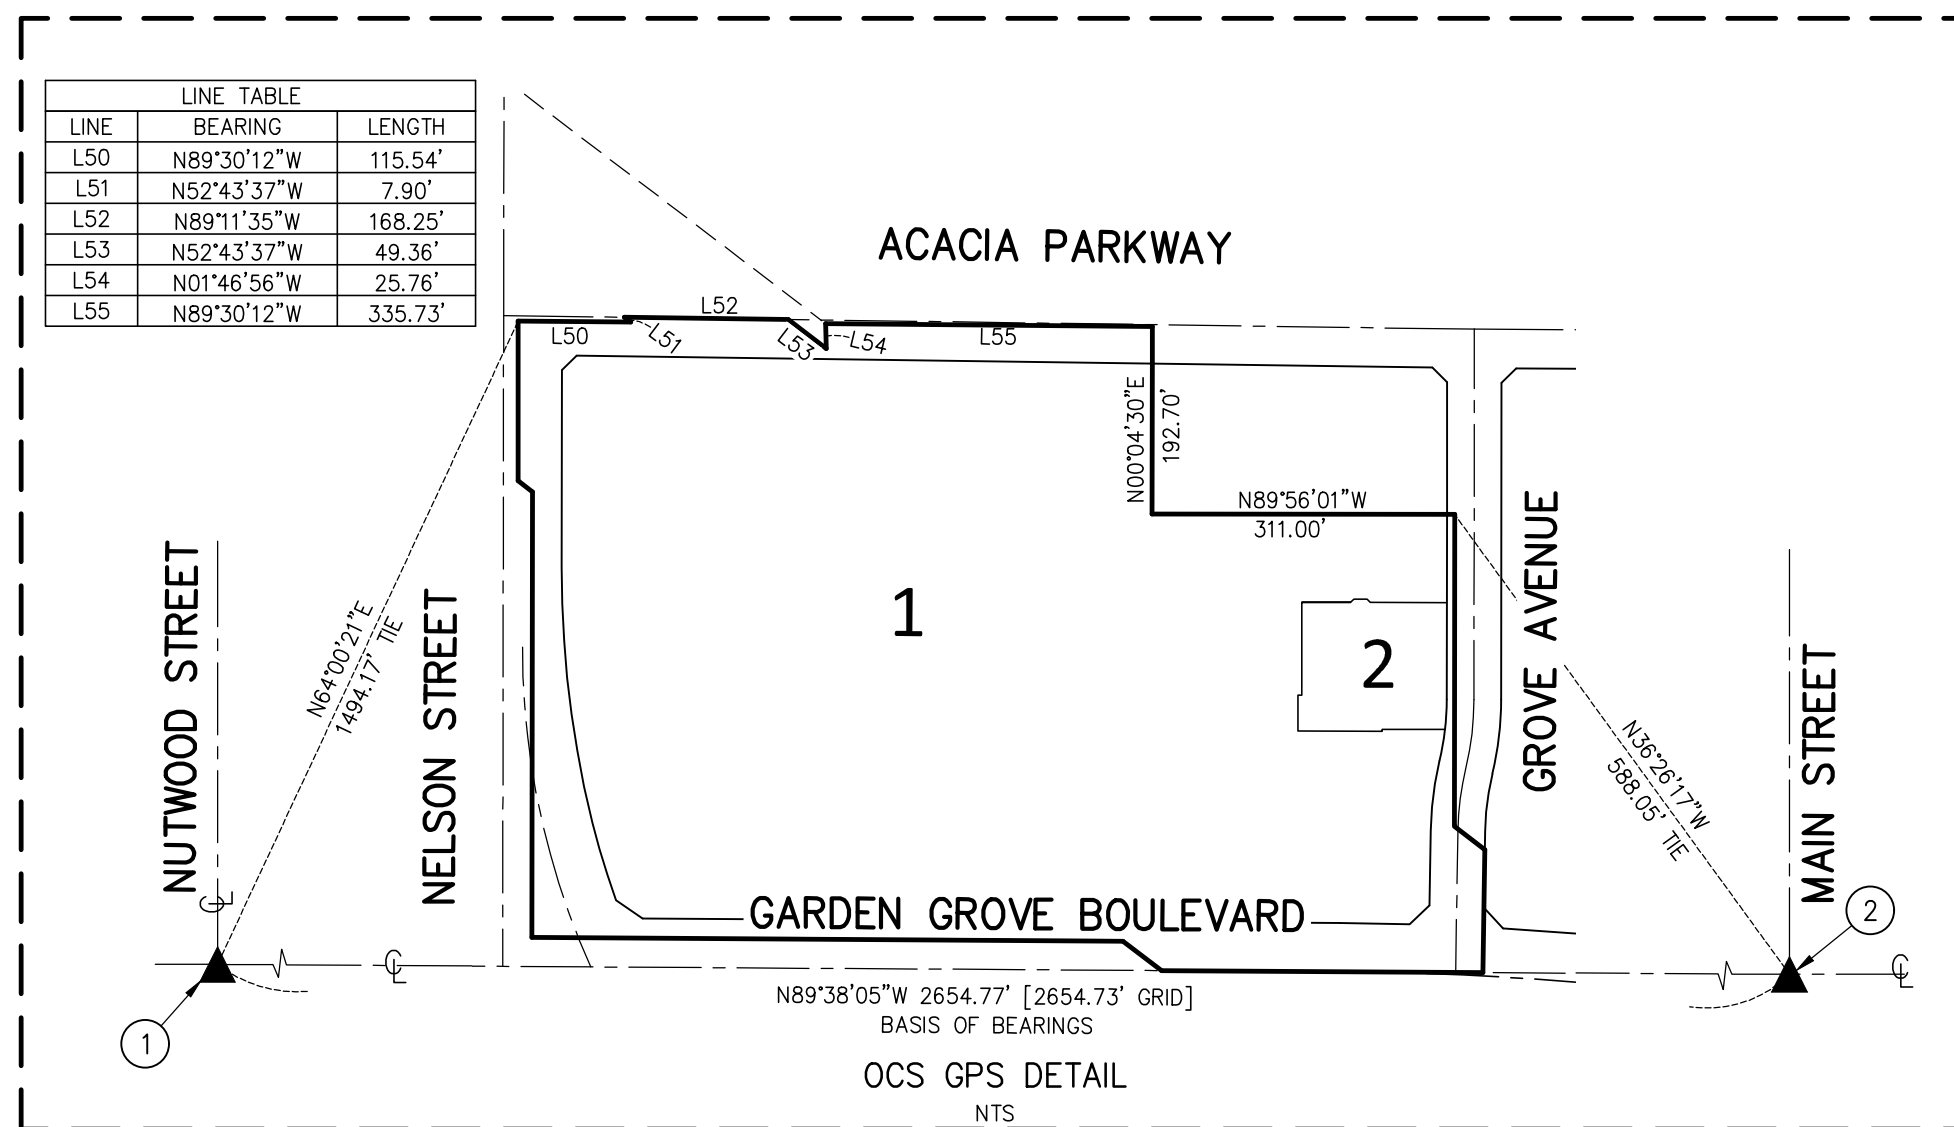 LINE TABLE
LINE BEARING LENGTH
L50 N89°30'12"W 115.54'
L51 N52°43'37"W 7.90'
L52 N89°11'35"W 168.25'
L53 N52°43'37"W 49.36'
L54 N01°46'56"W 25.76'
L55 N89°30'12"W 335.73'
ACACIA PARKWAY
L52
L50
L51
L53
L54
L55
N00°04'30"E
192.70'
N89°56'01"W
311.00'
1
2
NUTWOOD STREET
N64°00'21"E
1494.17' TIE
NELSON STREET
GROVE AVENUE
N36°26'17"W
588.05' TIE
MAIN STREET
GARDEN GROVE BOULEVARD
℄
℄
℄
2
1
N89°38'05"W 2654.77' [2654.73' GRID]
BASIS OF BEARINGS
OCS GPS DETAIL
NTS